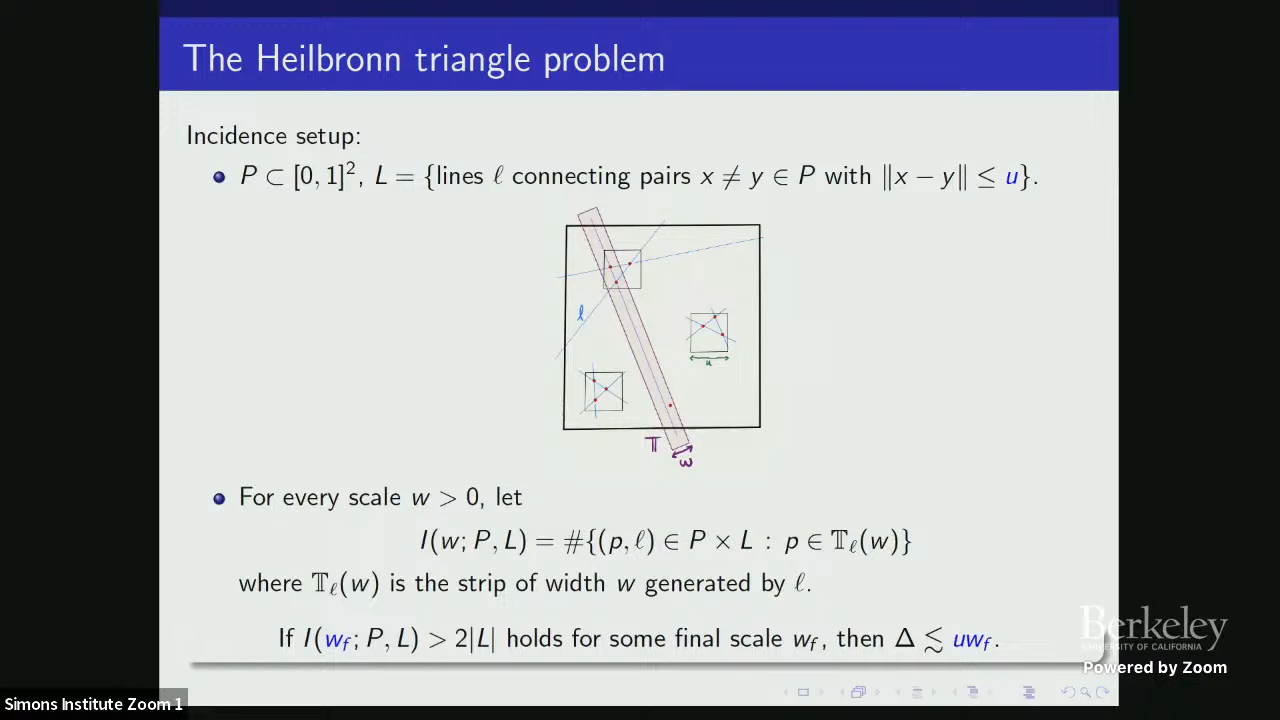 The Heilbronn triangle problem
Incidence setup:
P ⊂ [0, 1]², L = {lines ℓ connecting pairs x ≠ y ∈ P with ‖x − y‖ ≤ u}.
ℓ
u
𝕋
w
For every scale w > 0, let
I(w; P, L) = #{(p, ℓ) ∈ P × L : p ∈ 𝕋ℓ(w)}
where 𝕋ℓ(w) is the strip of width w generated by ℓ.
If I(w_f; P, L) > 2|L| holds for some final scale w_f, then Δ ≲ uw_f.
Berkeley
UNIVERSITY OF CALIFORNIA
Powered by Zoom
Simons Institute Zoom 1